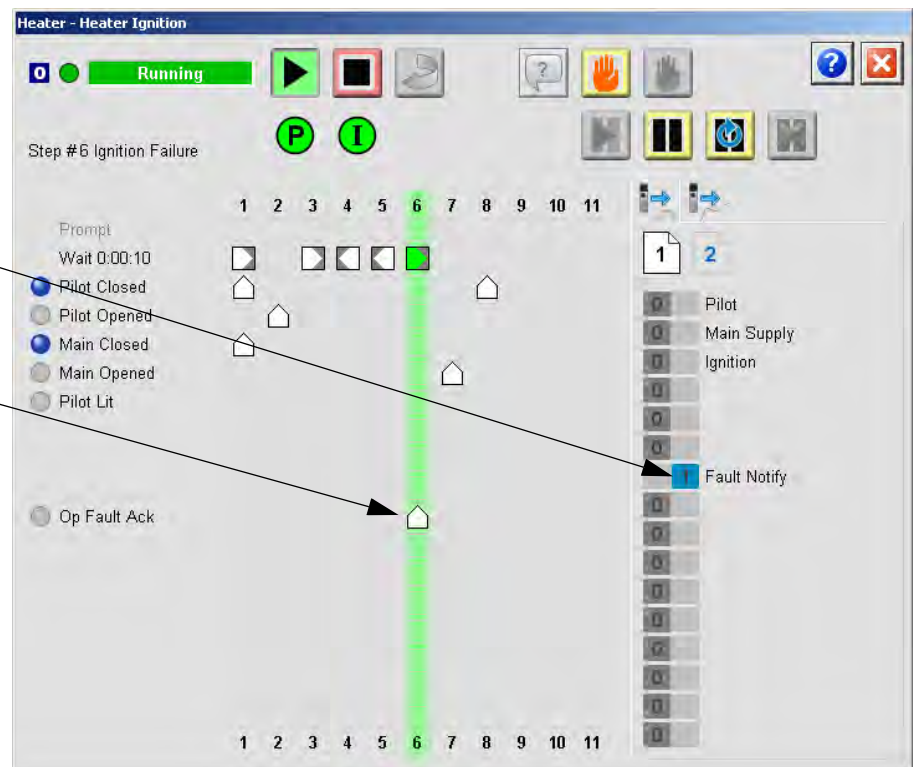 Heater - Heater Ignition
O Running
?
?
P I
Step #6 Ignition Failure
1 2 3 4 5 6 7 8 9 10 11
Prompt
Wait 0:00:10
1 2
Pilot Closed
Pilot Opened
Main Closed
Main Opened
Pilot Lit
Op Fault Ack
0 Pilot
0 Main Supply
0 Ignition
0
0
0
1 Fault Notify
0
0
0
0
0
0
0
0
0
1 2 3 4 5 6 7 8 9 10 11